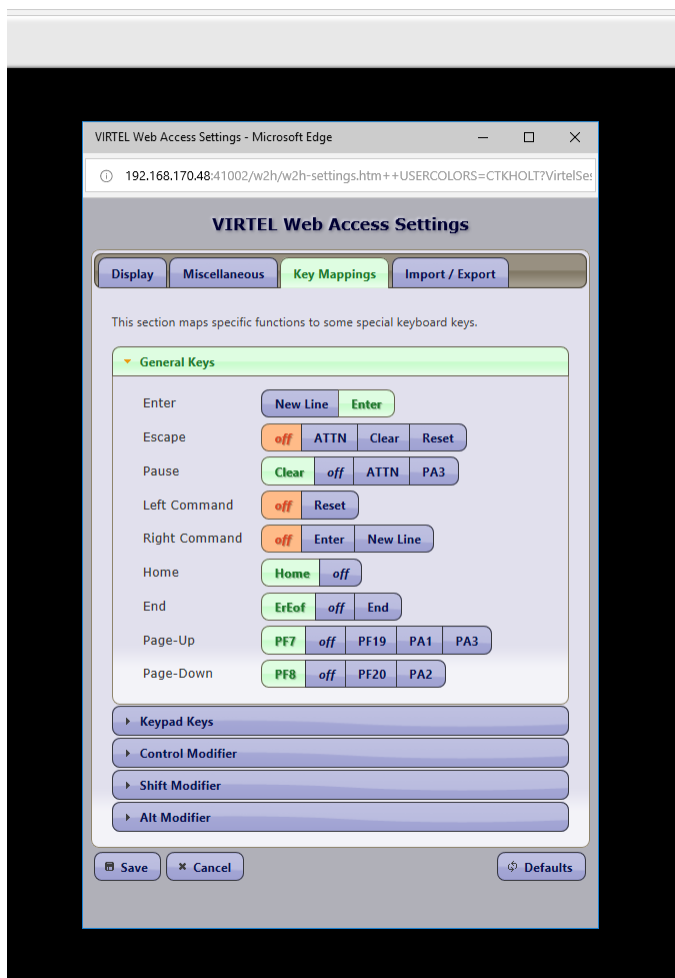 VIRTEL Web Access Settings - Microsoft Edge
192.168.170.48:41002/w2h/w2h-settings.htm++USERCOLORS=CTKHOLT?VirtelSes
VIRTEL Web Access Settings
Display Miscellaneous Key Mappings Import / Export
This section maps specific functions to some special keyboard keys.
General Keys
Enter New Line Enter
Escape off ATTN Clear Reset
Pause Clear off ATTN PA3
Left Command off Reset
Right Command off Enter New Line
Home Home off
End ErEof off End
Page-Up PF7 off PF19 PA1 PA3
Page-Down PF8 off PF20 PA2
Keypad Keys
Control Modifier
Shift Modifier
Alt Modifier
Save Cancel Defaults